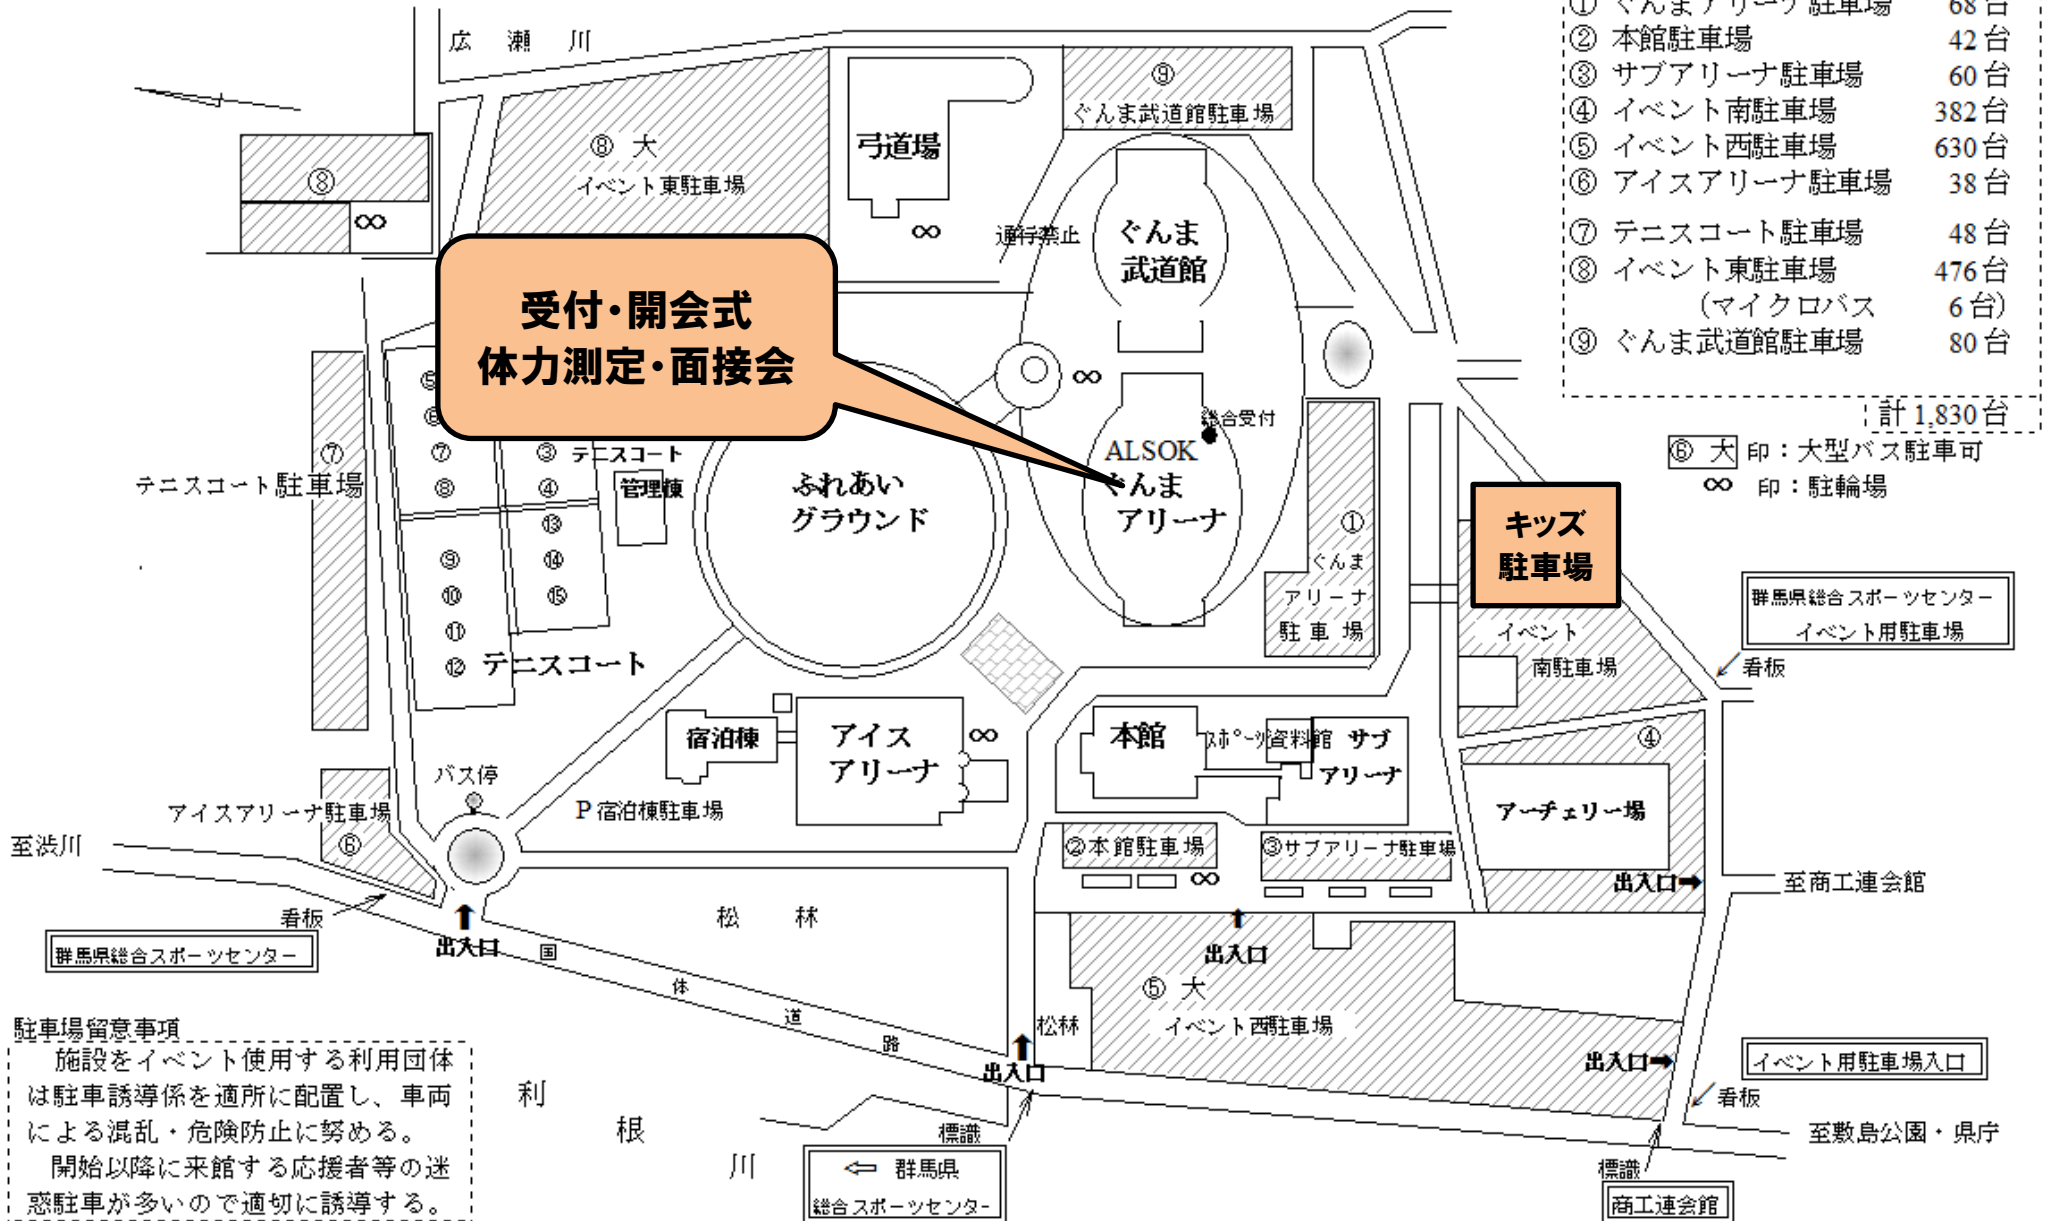 ① ぐんまアリーナ駐車場 68台
② 本館駐車場 42台
③ サブアリーナ駐車場 60台
④ イベント南駐車場 382台
⑤ イベント西駐車場 630台
⑥ アイスアリーナ駐車場 38台
⑦ テニスコート駐車場 48台
⑧ イベント東駐車場 476台
(マイクロバス 6台)
⑨ ぐんま武道館駐車場 80台
計 1,830台
⑥ 大 印：大型バス駐車可
∞ 印：駐輪場
広 瀬 川
⑧ 大
イベント東駐車場
⑧
∞
弓道場
∞
⑨
ぐんま武道館駐車場
通行禁止
ぐんま
武道館
受付・開会式
体力測定・面接会
∞
総合受付
ALSOK
ぐんま
アリーナ
①
ぐんま
アリーナ
駐車場
キッズ
駐車場
イベント
南駐車場
④
群馬県総合スポーツセンター
イベント用駐車場
看板
⑦
テニスコート駐車場
⑤
⑥
⑦
⑧
③
④
テニスコート
管理棟
⑨
⑩
⑪
⑫
⑬
⑭
⑮
テニスコート
ふれあい
グラウンド
宿泊棟
アイス
アリーナ
∞
P 宿泊棟駐車場
本館
スポーツ資料館
サブ
アリーナ
アーチェリー場
バス停
アイスアリーナ駐車場
⑥
至渋川
②本館駐車場
∞
③サブアリーナ駐車場
出入口➡
至商工連会館
看板
群馬県総合スポーツセンター
出入口
国
体
道
路
松 林
松林
出入口
⑤ 大
イベント西駐車場
出入口
出入口➡
イベント用駐車場入口
看板
至敷島公園・県庁
利
根
川
標識
⇦ 群馬県
総合スポーツセンター
標識
商工連会館
駐車場留意事項
施設をイベント使用する利用団体
は駐車誘導係を適所に配置し、車両
による混乱・危険防止に努める。
開始以降に来館する応援者等の迷
惑駐車が多いので適切に誘導する。